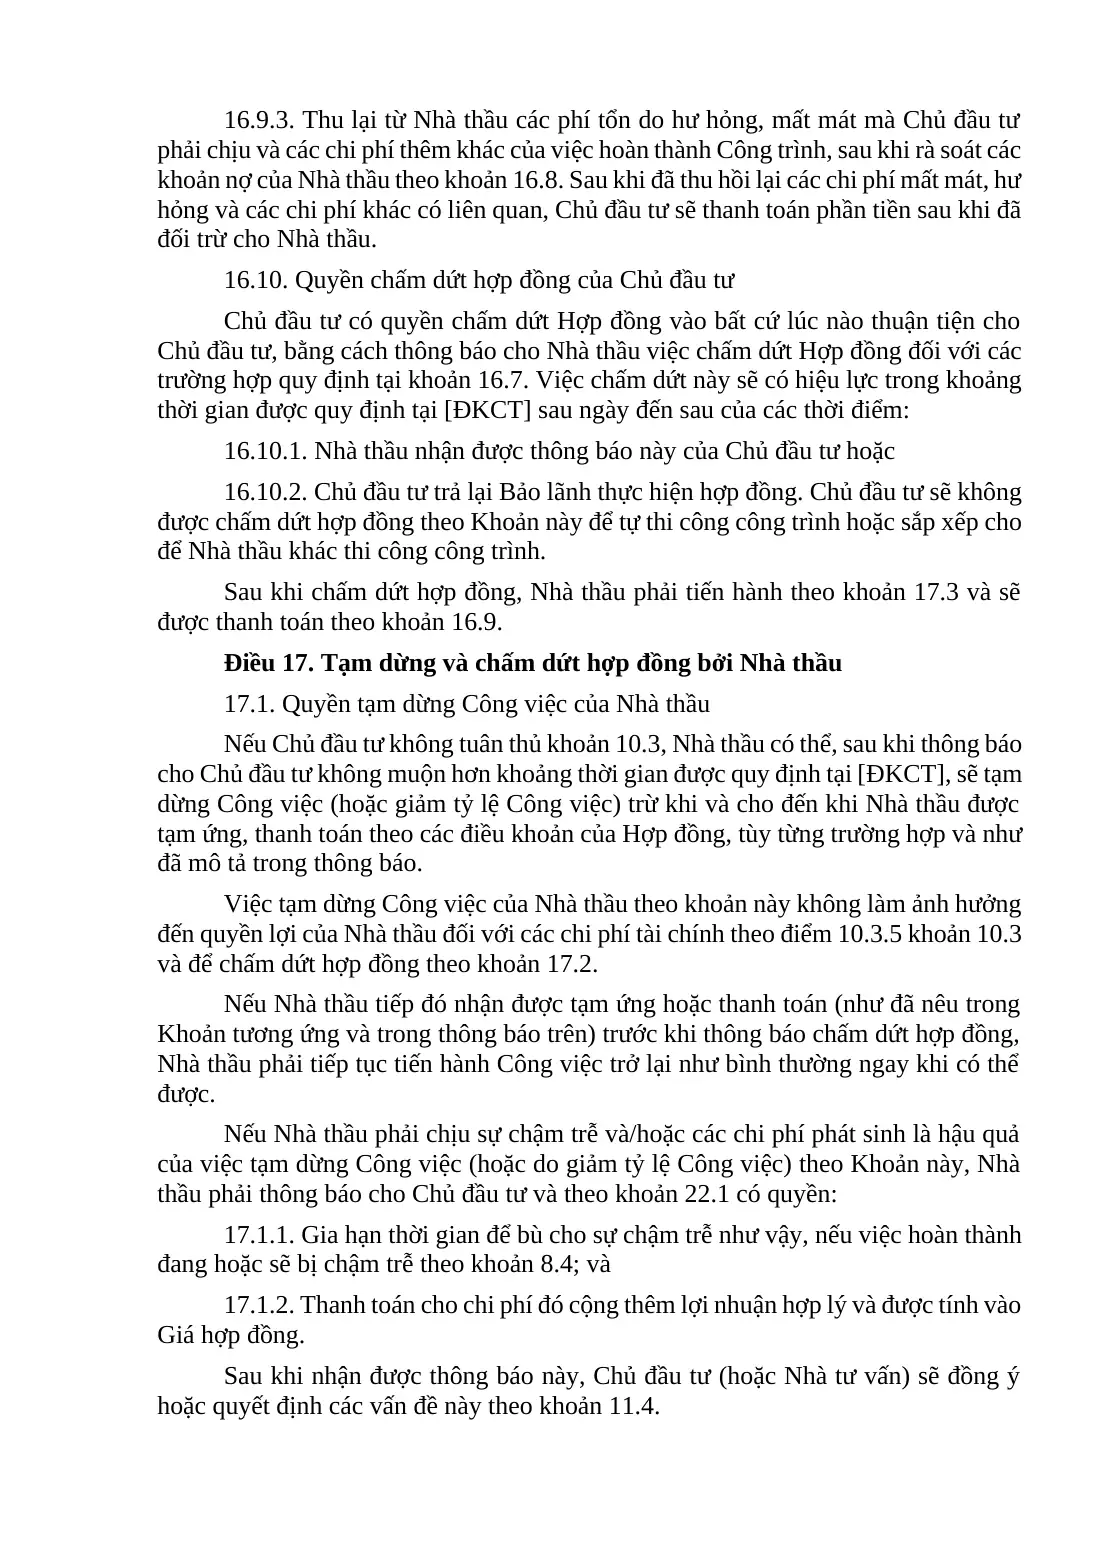 16.9.3. Thu lại từ Nhà thầu các phí tổn do hư hỏng, mất mát mà Chủ đầu tư
phải chịu và các chi phí thêm khác của việc hoàn thành Công trình, sau khi rà soát các
khoản nợ của Nhà thầu theo khoản 16.8. Sau khi đã thu hồi lại các chi phí mất mát, hư
hỏng và các chi phí khác có liên quan, Chủ đầu tư sẽ thanh toán phần tiền sau khi đã
đối trừ cho Nhà thầu.
16.10. Quyền chấm dứt hợp đồng của Chủ đầu tư
Chủ đầu tư có quyền chấm dứt Hợp đồng vào bất cứ lúc nào thuận tiện cho
Chủ đầu tư, bằng cách thông báo cho Nhà thầu việc chấm dứt Hợp đồng đối với các
trường hợp quy định tại khoản 16.7. Việc chấm dứt này sẽ có hiệu lực trong khoảng
thời gian được quy định tại [ĐKCT] sau ngày đến sau của các thời điểm:
16.10.1. Nhà thầu nhận được thông báo này của Chủ đầu tư hoặc
16.10.2. Chủ đầu tư trả lại Bảo lãnh thực hiện hợp đồng. Chủ đầu tư sẽ không
được chấm dứt hợp đồng theo Khoản này để tự thi công công trình hoặc sắp xếp cho
để Nhà thầu khác thi công công trình.
Sau khi chấm dứt hợp đồng, Nhà thầu phải tiến hành theo khoản 17.3 và sẽ
được thanh toán theo khoản 16.9.
Điều 17. Tạm dừng và chấm dứt hợp đồng bởi Nhà thầu
17.1. Quyền tạm dừng Công việc của Nhà thầu
Nếu Chủ đầu tư không tuân thủ khoản 10.3, Nhà thầu có thể, sau khi thông báo
cho Chủ đầu tư không muộn hơn khoảng thời gian được quy định tại [ĐKCT], sẽ tạm
dừng Công việc (hoặc giảm tỷ lệ Công việc) trừ khi và cho đến khi Nhà thầu được
tạm ứng, thanh toán theo các điều khoản của Hợp đồng, tùy từng trường hợp và như
đã mô tả trong thông báo.
Việc tạm dừng Công việc của Nhà thầu theo khoản này không làm ảnh hưởng
đến quyền lợi của Nhà thầu đối với các chi phí tài chính theo điểm 10.3.5 khoản 10.3
và để chấm dứt hợp đồng theo khoản 17.2.
Nếu Nhà thầu tiếp đó nhận được tạm ứng hoặc thanh toán (như đã nêu trong
Khoản tương ứng và trong thông báo trên) trước khi thông báo chấm dứt hợp đồng,
Nhà thầu phải tiếp tục tiến hành Công việc trở lại như bình thường ngay khi có thể
được.
Nếu Nhà thầu phải chịu sự chậm trễ và/hoặc các chi phí phát sinh là hậu quả
của việc tạm dừng Công việc (hoặc do giảm tỷ lệ Công việc) theo Khoản này, Nhà
thầu phải thông báo cho Chủ đầu tư và theo khoản 22.1 có quyền:
17.1.1. Gia hạn thời gian để bù cho sự chậm trễ như vậy, nếu việc hoàn thành
đang hoặc sẽ bị chậm trễ theo khoản 8.4; và
17.1.2. Thanh toán cho chi phí đó cộng thêm lợi nhuận hợp lý và được tính vào
Giá hợp đồng.
Sau khi nhận được thông báo này, Chủ đầu tư (hoặc Nhà tư vấn) sẽ đồng ý
hoặc quyết định các vấn đề này theo khoản 11.4.